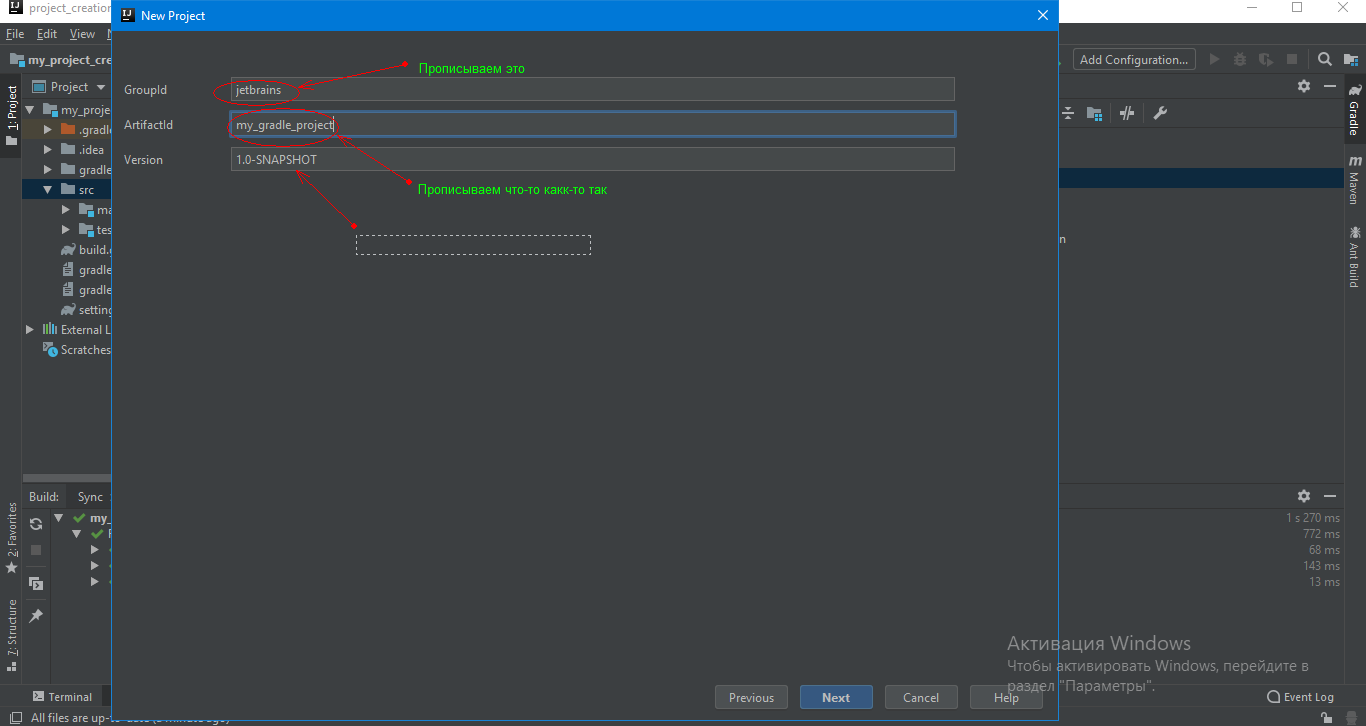 project_creation
New Project
File Edit View
my_project_cre
Add Configuration...
Project
1: Project
my_proje
.gradle
.idea
gradle
src
ma
tes
build.g
gradle
gradle
setting
External L
Scratches
Прописываем это
GroupId jetbrains
ArtifactId my_gradle_project
Version 1.0-SNAPSHOT
Прописываем что-то какк-то так
n
Gradle
m
Maven
Ant Build
Build: Sync
my_
1 s 270 ms
772 ms
68 ms
143 ms
13 ms
2: Favorites
7: Structure
Previous Next Cancel Help
Активация Windows
Чтобы активировать Windows, перейдите в
раздел "Параметры".
Terminal
Event Log
All files are up-to-date (a minute ago)